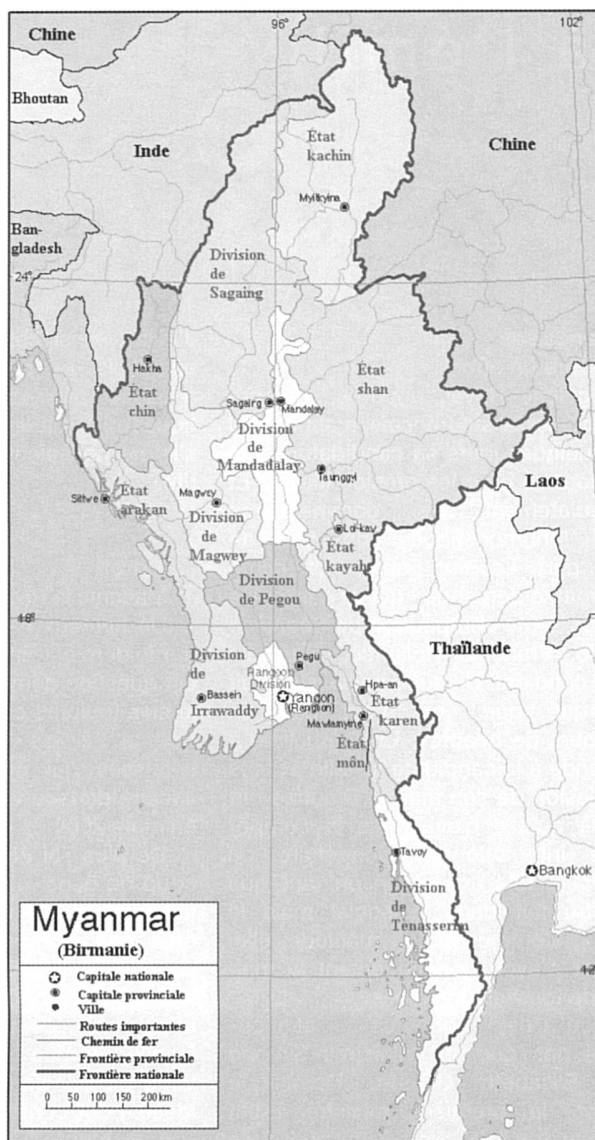 96°
102°
Chine
Bhoutan
Inde
État
kachin
Chine
Myitkyina
Ban-
gladesh
Division
de
Sagaing
24°
Hakha
État
chin
État
shan
Sagaing
Mandalay
Division
de
Mandadalay
Taunggyi
Laos
Sittwe
État
arakan
Magwey
Division
de
Magwey
Loi-kaw
État
kayah
Division
de Pegou
18°
Thaïlande
Pegu
Rangoon
Division
Division
de
Irrawaddy
Bassein
Yangon
(Rangoon)
Hpa-an
État
karen
Mawlamyine
État
môn
Tavoy
Bangkok
Division
de
Tenasserim
12°
Myanmar
(Birmanie)
Capitale nationale
Capitale provinciale
Ville
Routes importantes
Chemin de fer
Frontière provinciale
Frontière nationale
0 50 100 150 200 km